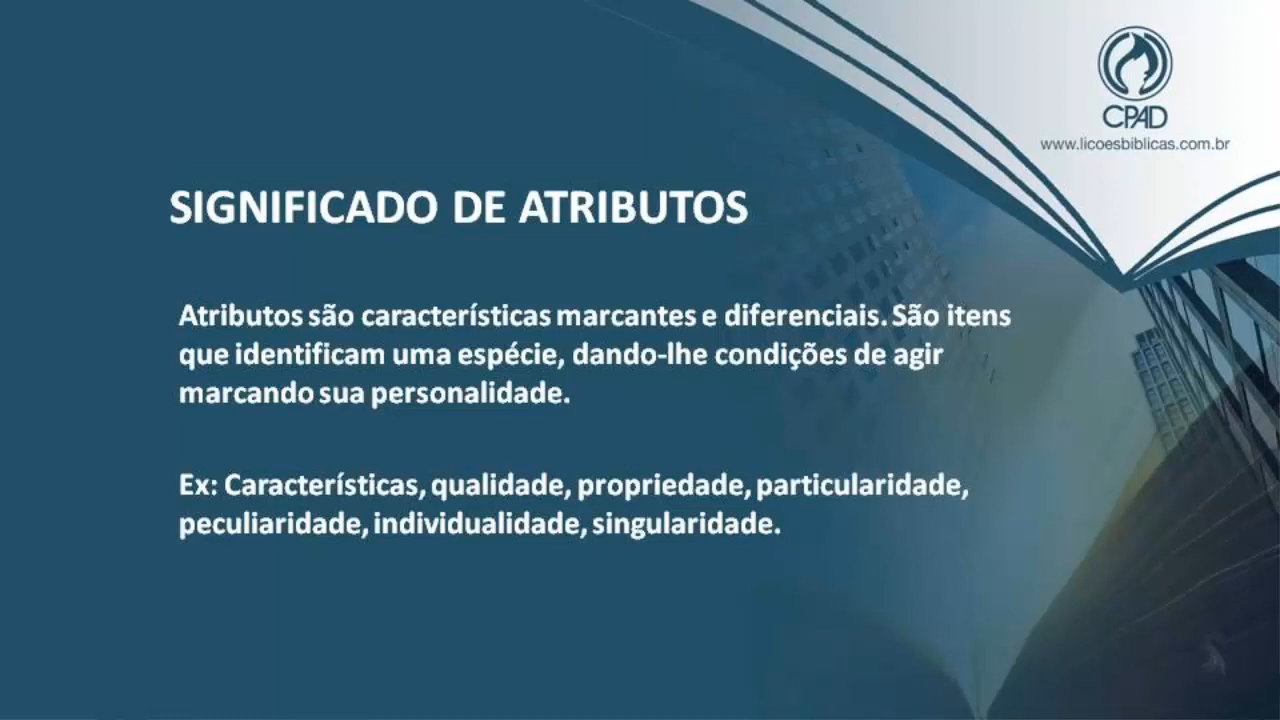 CPAD
www.licoesbiblicas.com.br
SIGNIFICADO DE ATRIBUTOS
Atributos são características marcantes e diferenciais. São itens
que identificam uma espécie, dando-lhe condições de agir
marcando sua personalidade.
Ex: Características, qualidade, propriedade, particularidade,
peculiaridade, individualidade, singularidade.